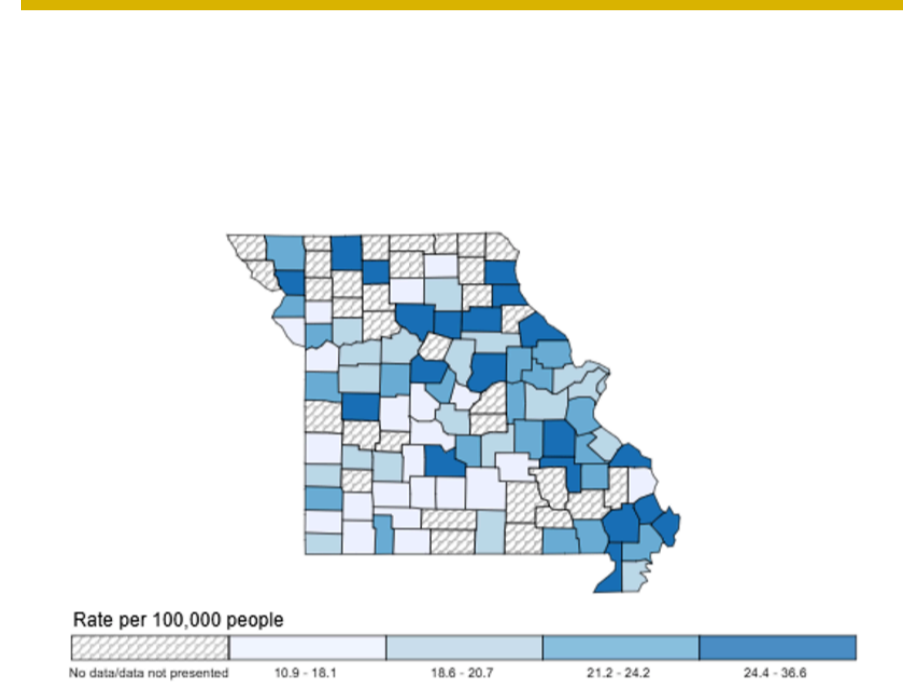 Rate per 100,000 people
No data/data not presented
10.9 - 18.1
18.6 - 20.7
21.2 - 24.2
24.4 - 36.6